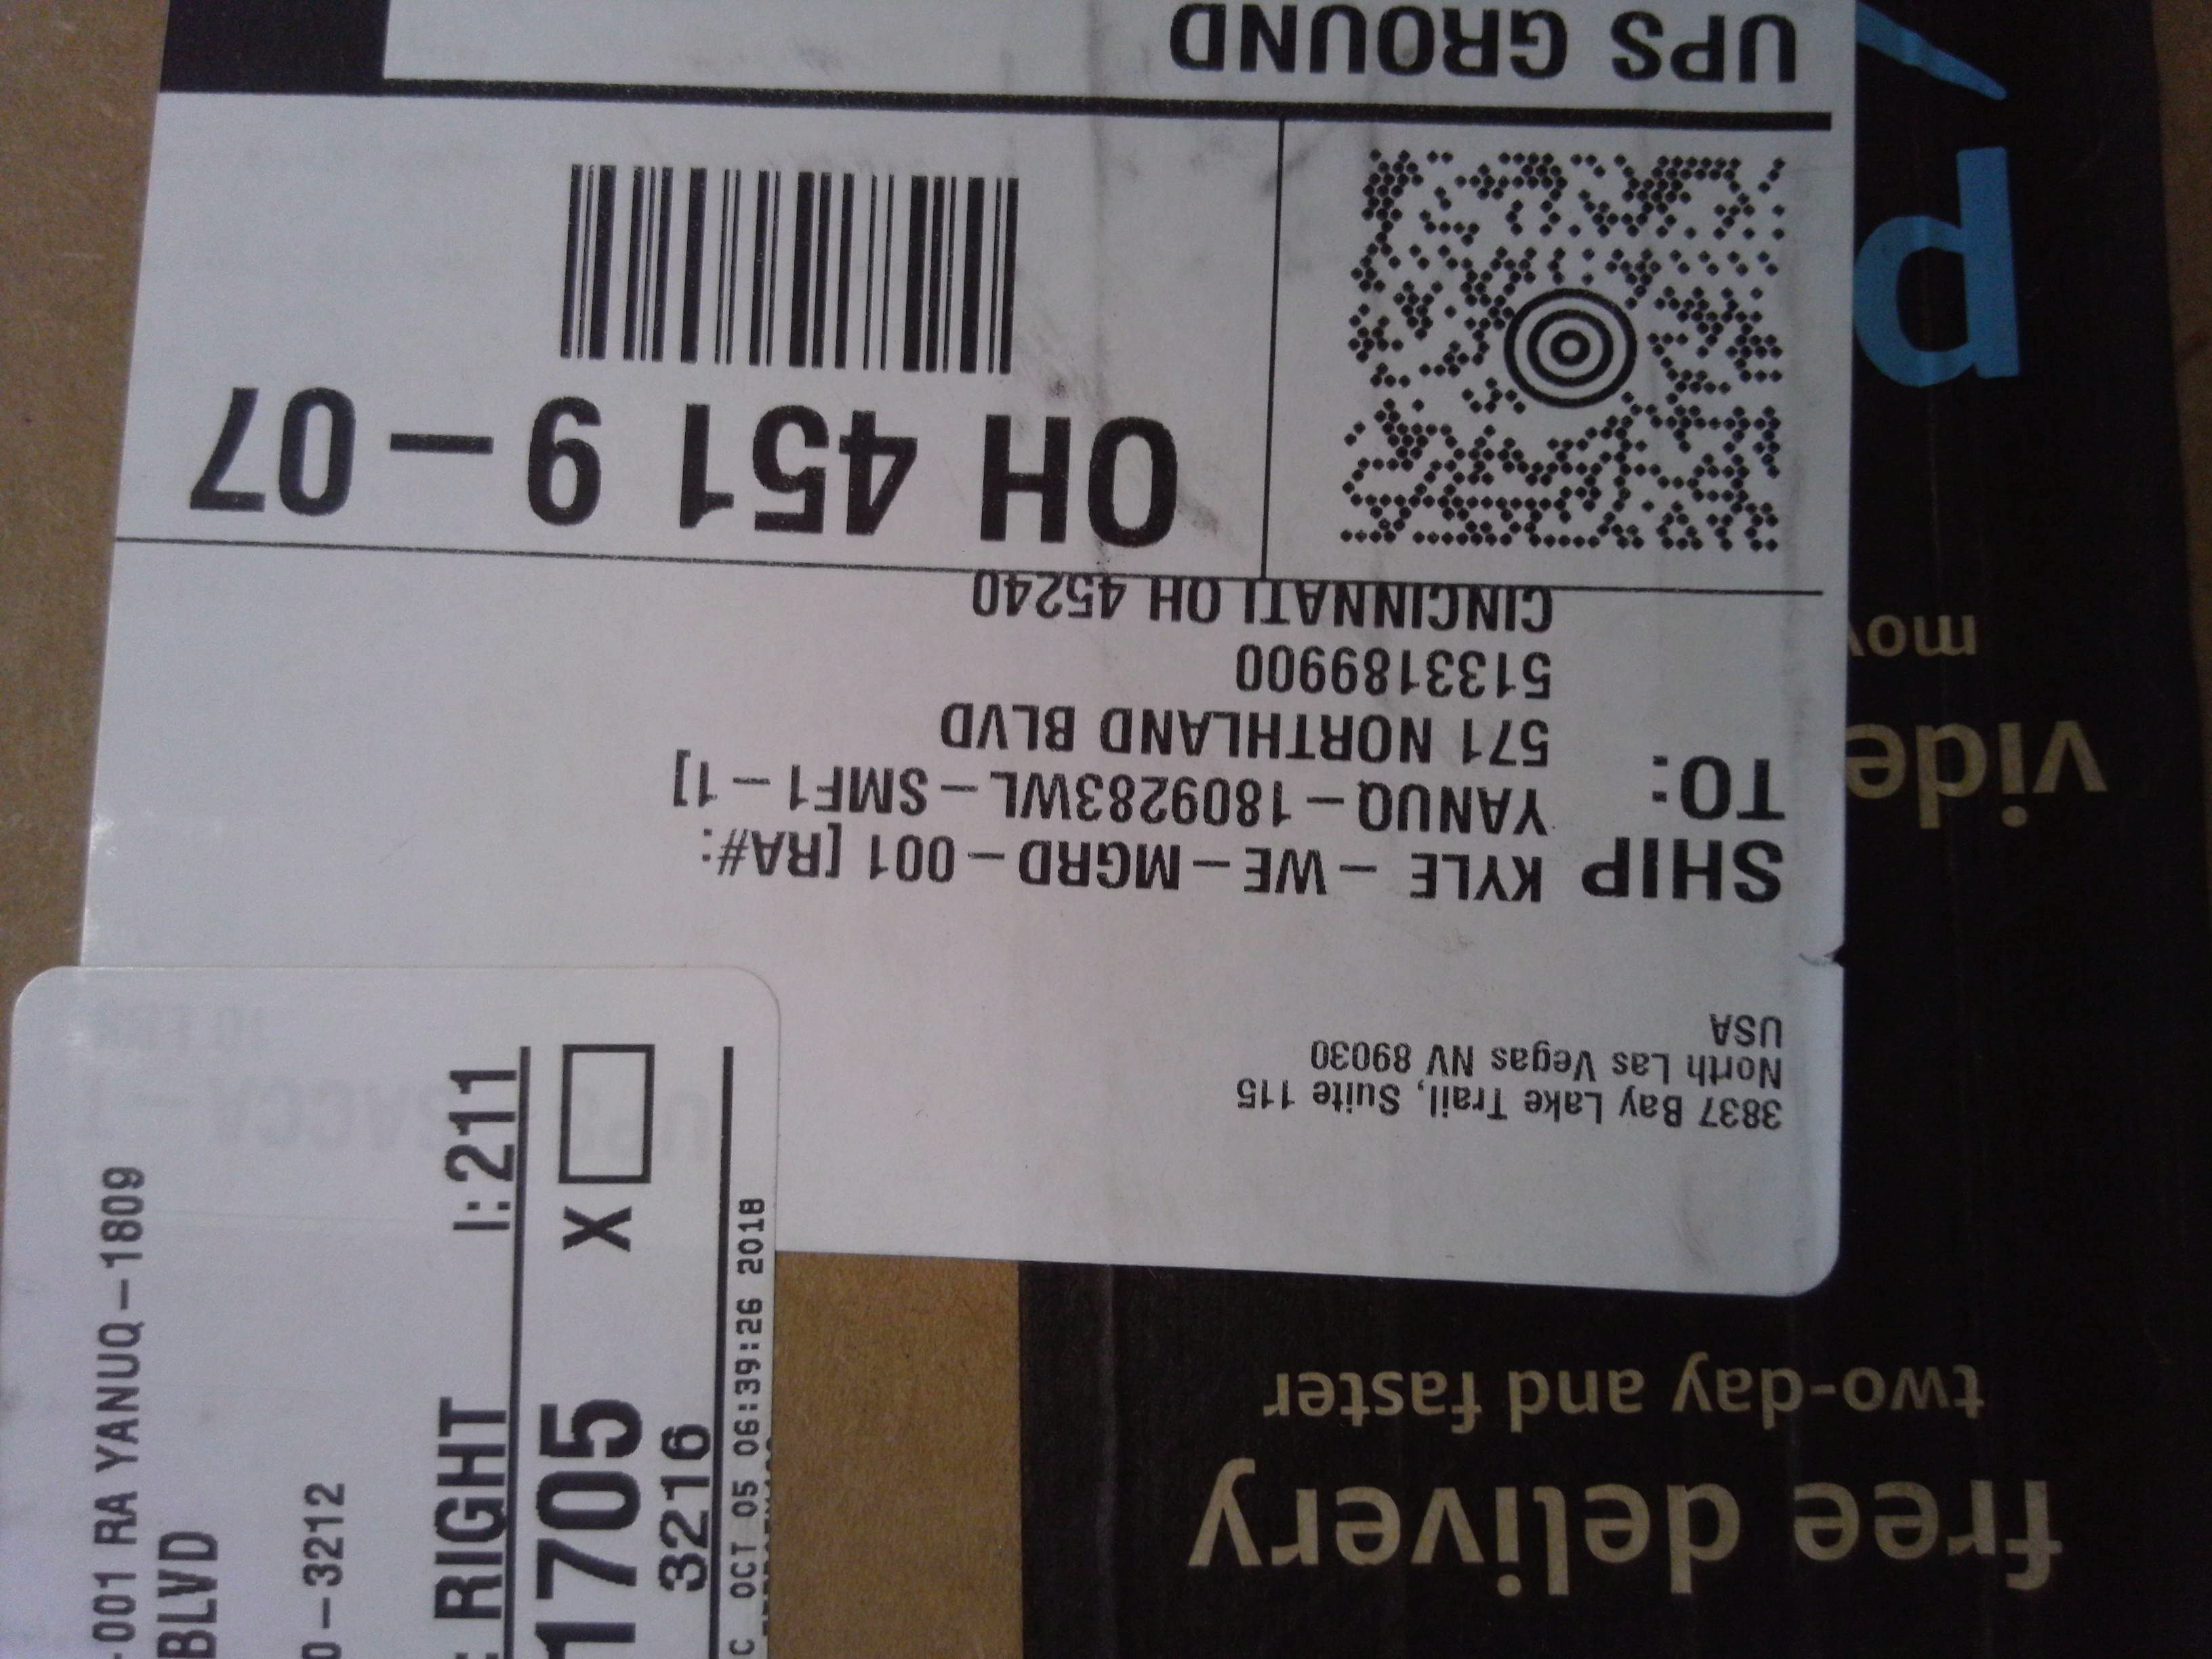 3837 Bay Lake Trail, Suite 115
North Las Vegas NV 89030
USA
SHIP TO:
KYLE - WE - MGRD - 001 [RA#:
YANUQ - 1809283WL - SMF1 - 1]
571 NORTHLAND BLVD
5133189900
CINCINNATI OH 45240
OH 451 9 - 07
UPS GROUND
001 RA YANUQ - 1809
BLVD
0 - 3212
RIGHT I: 211
1705 X
3216
C OCT 05 06:39:26 2018
free delivery
two-day and faster
vide
mov
p